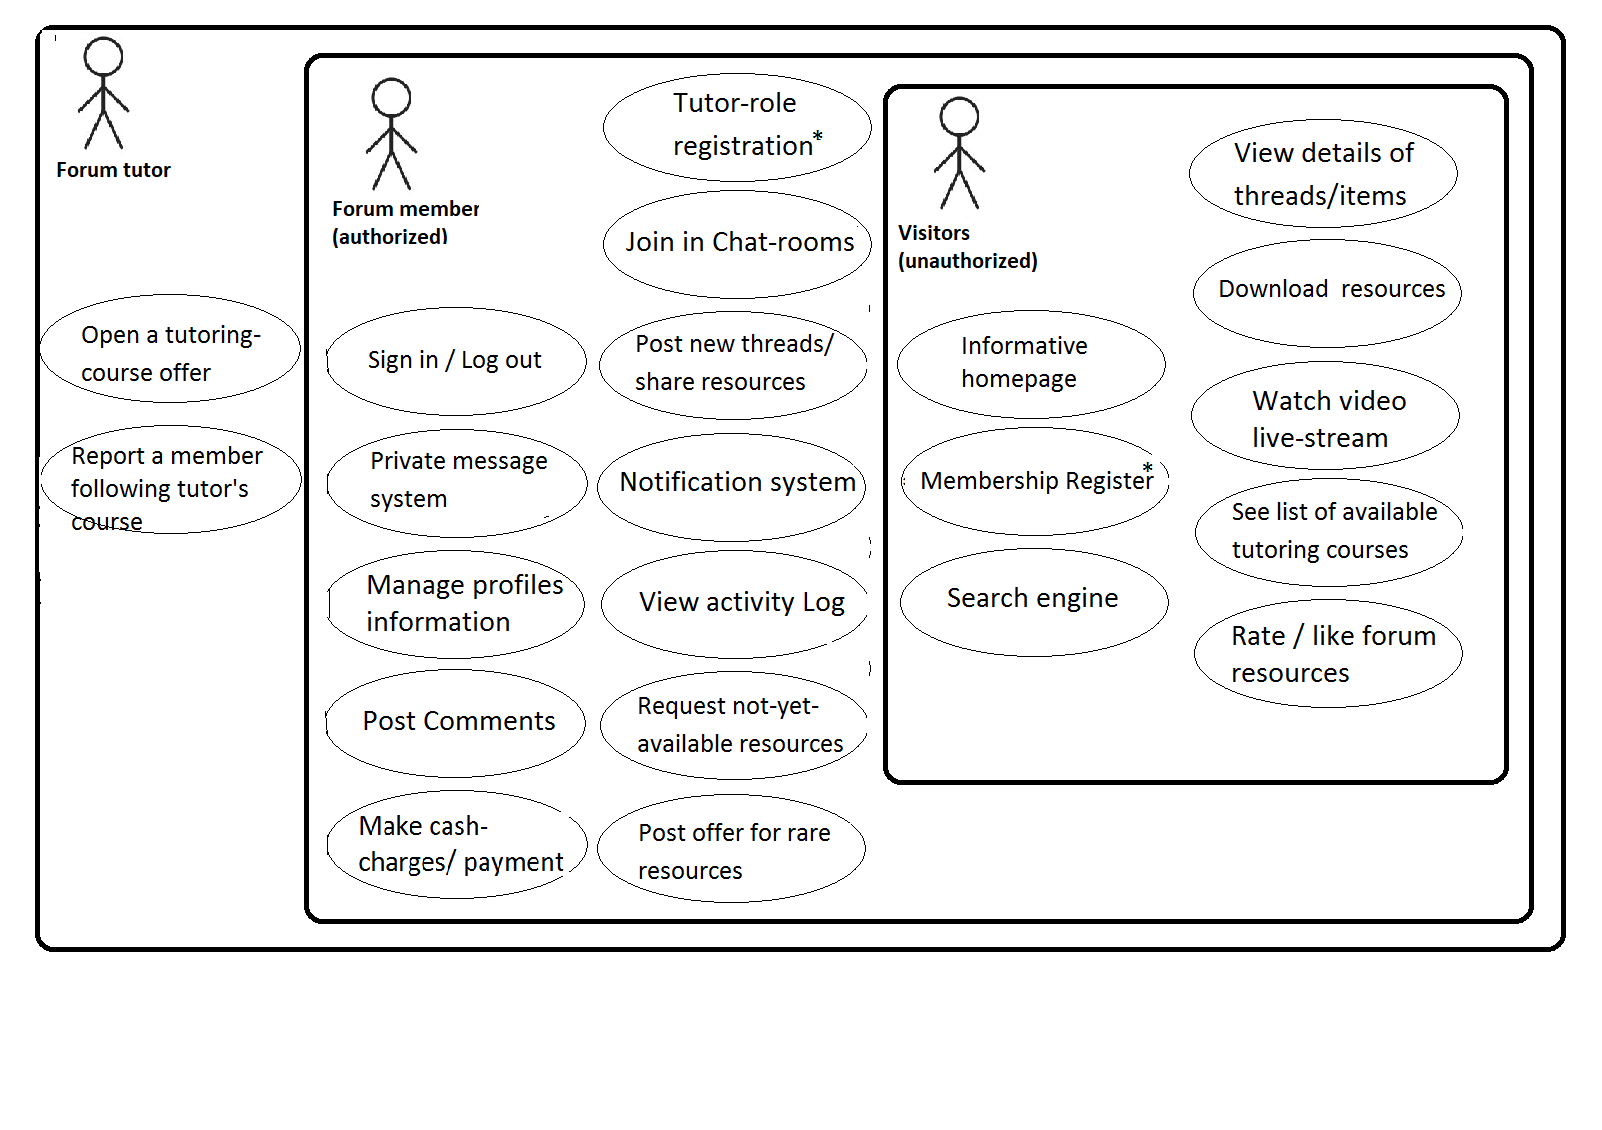 Forum tutor
Open a tutoring-
course offer
Report a member
following tutor's
course
Forum member
(authorized)
Sign in / Log out
Private message
system
Manage profiles
information
Post Comments
Make cash-
charges/ payment
Tutor-role
registration*
Join in Chat-rooms
Post new threads/
share resources
Notification system
View activity Log
Request not-yet-
available resources
Post offer for rare
resources
Visitors
(unauthorized)
Informative
homepage
Membership Register*
Search engine
View details of
threads/items
Download  resources
Watch video
live-stream
See list of available
tutoring courses
Rate / like forum
resources